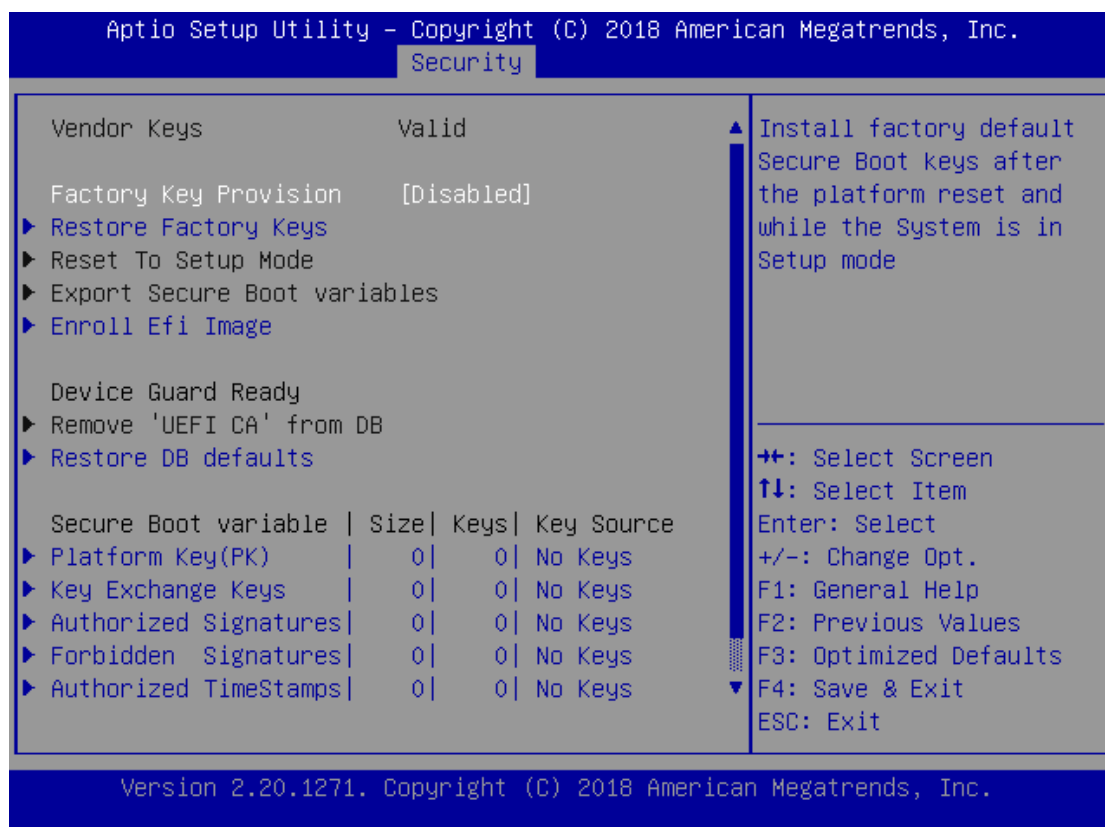 Aptio Setup Utility – Copyright (C) 2018 American Megatrends, Inc.
Security
Vendor Keys Valid
Factory Key Provision [Disabled]
Restore Factory Keys
Reset To Setup Mode
Export Secure Boot variables
Enroll Efi Image
Device Guard Ready
Remove 'UEFI CA' from DB
Restore DB defaults
Secure Boot variable | Size| Keys| Key Source
Platform Key(PK) | 0| 0| No Keys
Key Exchange Keys | 0| 0| No Keys
Authorized Signatures| 0| 0| No Keys
Forbidden Signatures| 0| 0| No Keys
Authorized TimeStamps| 0| 0| No Keys
Install factory default
Secure Boot keys after
the platform reset and
while the System is in
Setup mode
→←: Select Screen
↑↓: Select Item
Enter: Select
+/-: Change Opt.
F1: General Help
F2: Previous Values
F3: Optimized Defaults
F4: Save & Exit
ESC: Exit
Version 2.20.1271. Copyright (C) 2018 American Megatrends, Inc.